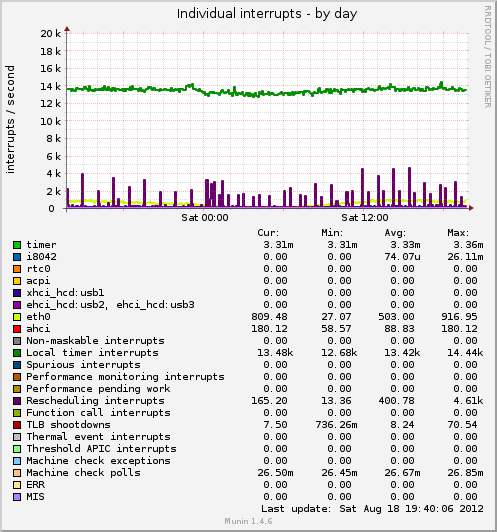 Individual interrupts - by day
RRDTOOL / TOBI OETIKER
interrupts / second
20 k
18 k
16 k
14 k
12 k
10 k
8 k
6 k
4 k
2 k
0
Sat 00:00 Sat 12:00
Cur: Min: Avg: Max:
timer 3.31m 3.31m 3.33m 3.36m
i8042 0.00 0.00 74.07u 26.11m
rtc0 0.00 0.00 0.00 0.00
acpi 0.00 0.00 0.00 0.00
xhci_hcd:usb1 0.00 0.00 0.00 0.00
ehci_hcd:usb2, ehci_hcd:usb3 0.00 0.00 0.00 0.00
eth0 809.48 27.07 503.00 916.95
ahci 180.12 58.57 88.83 180.12
Non-maskable interrupts 0.00 0.00 0.00 0.00
Local timer interrupts 13.48k 12.68k 13.42k 14.44k
Spurious interrupts 0.00 0.00 0.00 0.00
Performance monitoring interrupts 0.00 0.00 0.00 0.00
Performance pending work 0.00 0.00 0.00 0.00
Rescheduling interrupts 165.20 13.36 400.78 4.61k
Function call interrupts 0.00 0.00 0.00 0.00
TLB shootdowns 7.50 736.26m 8.24 70.54
Thermal event interrupts 0.00 0.00 0.00 0.00
Threshold APIC interrupts 0.00 0.00 0.00 0.00
Machine check exceptions 0.00 0.00 0.00 0.00
Machine check polls 26.50m 26.45m 26.67m 26.85m
ERR 0.00 0.00 0.00 0.00
MIS 0.00 0.00 0.00 0.00
Last update: Sat Aug 18 19:40:06 2012
Munin 1.4.6